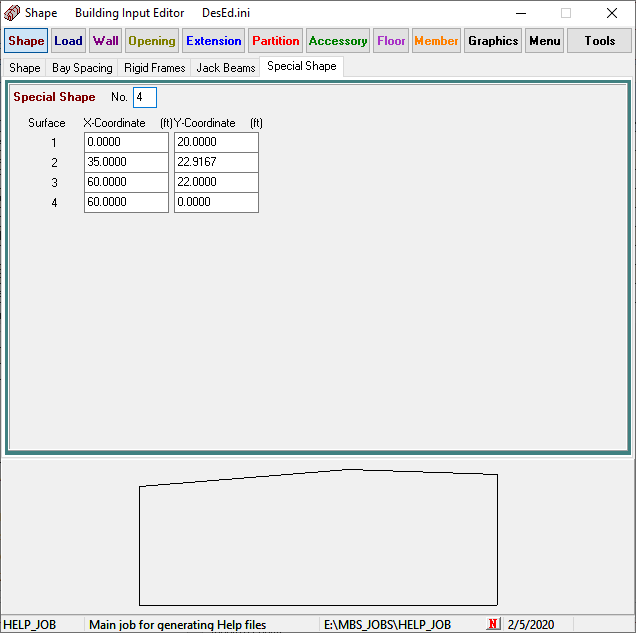 Shape Building Input Editor DesEd.ini
Shape Load Wall Opening Extension Partition Accessory Floor Member Graphics Menu Tools
Shape Bay Spacing Rigid Frames Jack Beams Special Shape
Special Shape No. 4
Surface X-Coordinate (ft) Y-Coordinate (ft)
1 0.0000 20.0000
2 35.0000 22.9167
3 60.0000 22.0000
4 60.0000 0.0000
HELP_JOB Main job for generating Help files E:\MBS_JOBS\HELP_JOB N 2/5/2020